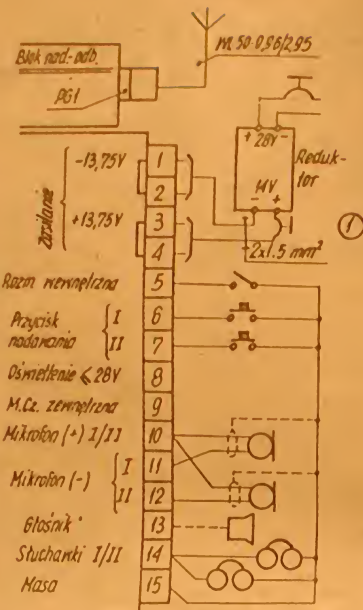 WL 50-0,96/2,95
Blok nad-odb.
PG1
+ 28V -
Reduktor
14V
- +
2x1.5 mm²
1
Zasilanie
-13,75V
+13,75V
1
2
3
4
Rozm. wewnętrzna 5
Przycisk nadawania I 6
II 7
Oświetlenie ≤ 28V 8
M.Cz. zewnętrzna 9
Mikrofon (+) I/II 10
Mikrofon (-) I 11
II 12
Głośnik 13
Słuchawki I/II 14
Masa 15